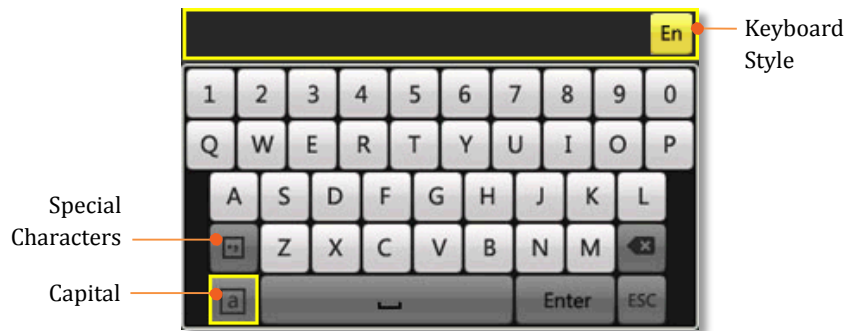 En
Keyboard
Style
1 2 3 4 5 6 7 8 9 0
Q W E R T Y U I O P
A S D F G H J K L
Special
Characters
Z X C V B N M
Capital
a
Enter
ESC